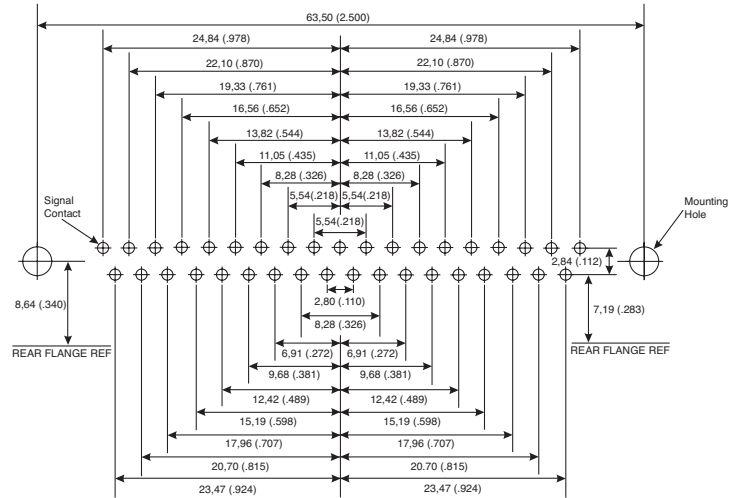 63,50 (2.500)
24,84 (.978) 24,84 (.978)
22,10 (.870) 22,10 (.870)
19,33 (.761) 19,33 (.761)
16,56 (.652) 16,56 (.652)
13,82 (.544) 13,82 (.544)
11,05 (.435) 11,05 (.435)
8,28 (.326) 8,28 (.326)
Signal
Contact
5,54(.218) 5,54(.218)
Mounting
Hole
5,54(.218)
2,84 (.112)
8,64 (.340)
2,80 (.110)
7,19 (.283)
8,28 (.326)
REAR FLANGE REF
6,91 (.272) 6,91 (.272)
REAR FLANGE REF
9,68 (.381) 9,68 (.381)
12,42 (.489) 12,42 (.489)
15,19 (.598) 15,19 (.598)
17,96 (.707) 17,96 (.707)
20,70 (.815) 20.70 (.815)
23,47 (.924) 23,47 (.924)